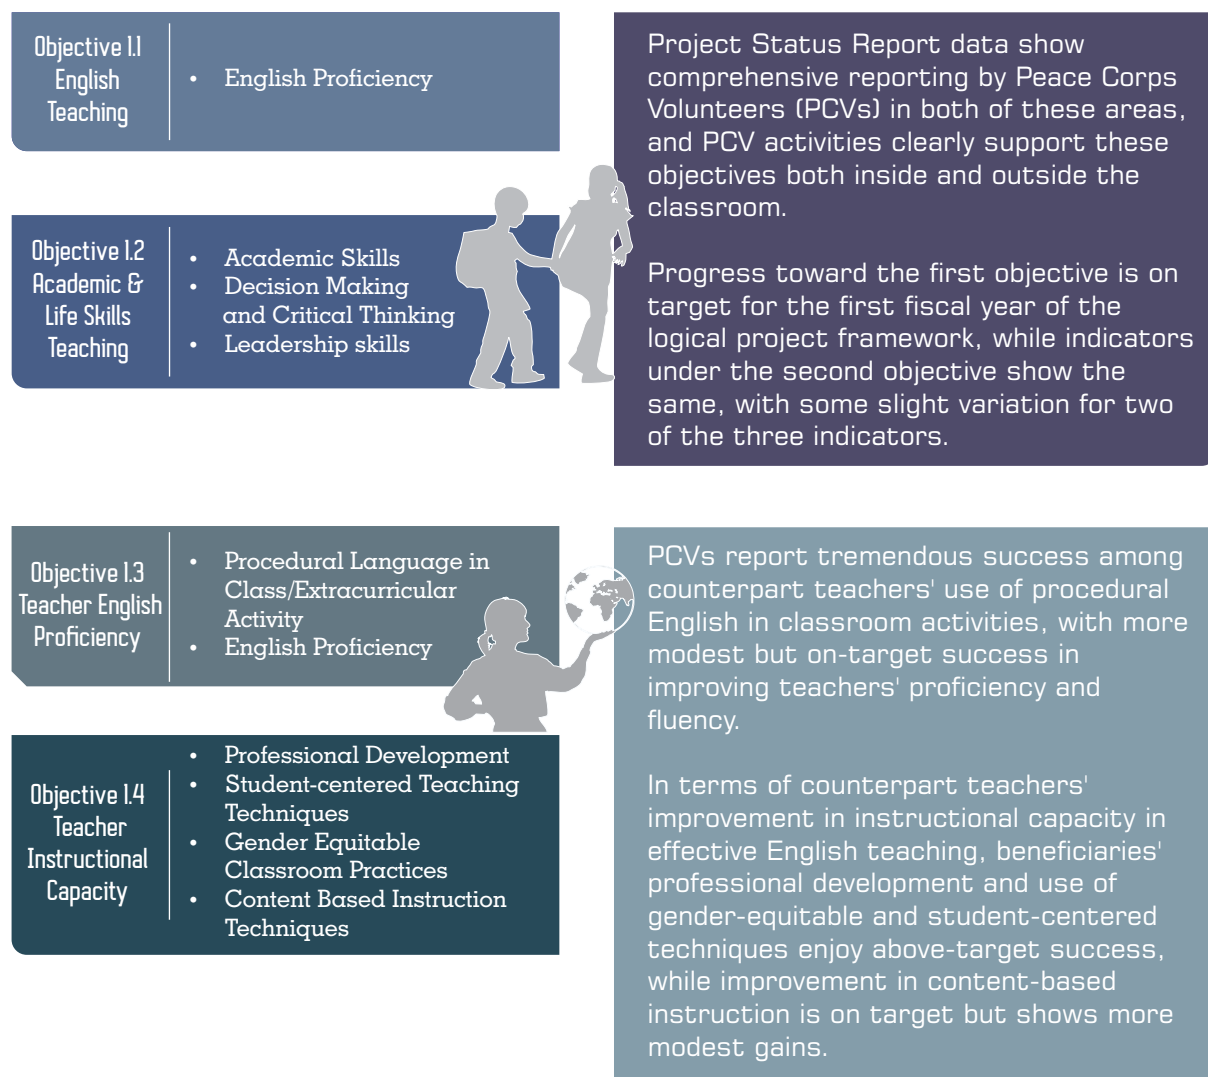 Objective 1.1
English
Teaching
• English Proficiency
Project Status Report data show
comprehensive reporting by Peace Corps
Volunteers (PCVs) in both of these areas,
and PCV activities clearly support these
objectives both inside and outside the
classroom.
Progress toward the first objective is on
target for the first fiscal year of the
logical project framework, while indicators
under the second objective show the
same, with some slight variation for two
of the three indicators.
Objective 1.2
Academic &
Life Skills
Teaching
• Academic Skills
• Decision Making
and Critical Thinking
• Leadership skills
Objective 1.3
Teacher English
Proficiency
• Procedural Language in
Class/Extracurricular
Activity
• English Proficiency
PCVs report tremendous success among
counterpart teachers' use of procedural
English in classroom activities, with more
modest but on-target success in
improving teachers' proficiency and
fluency.
In terms of counterpart teachers'
improvement in instructional capacity in
effective English teaching, beneficiaries'
professional development and use of
gender-equitable and student-centered
techniques enjoy above-target success,
while improvement in content-based
instruction is on target but shows more
modest gains.
Objective 1.4
Teacher
Instructional
Capacity
• Professional Development
• Student-centered Teaching
Techniques
• Gender Equitable
Classroom Practices
• Content Based Instruction
Techniques